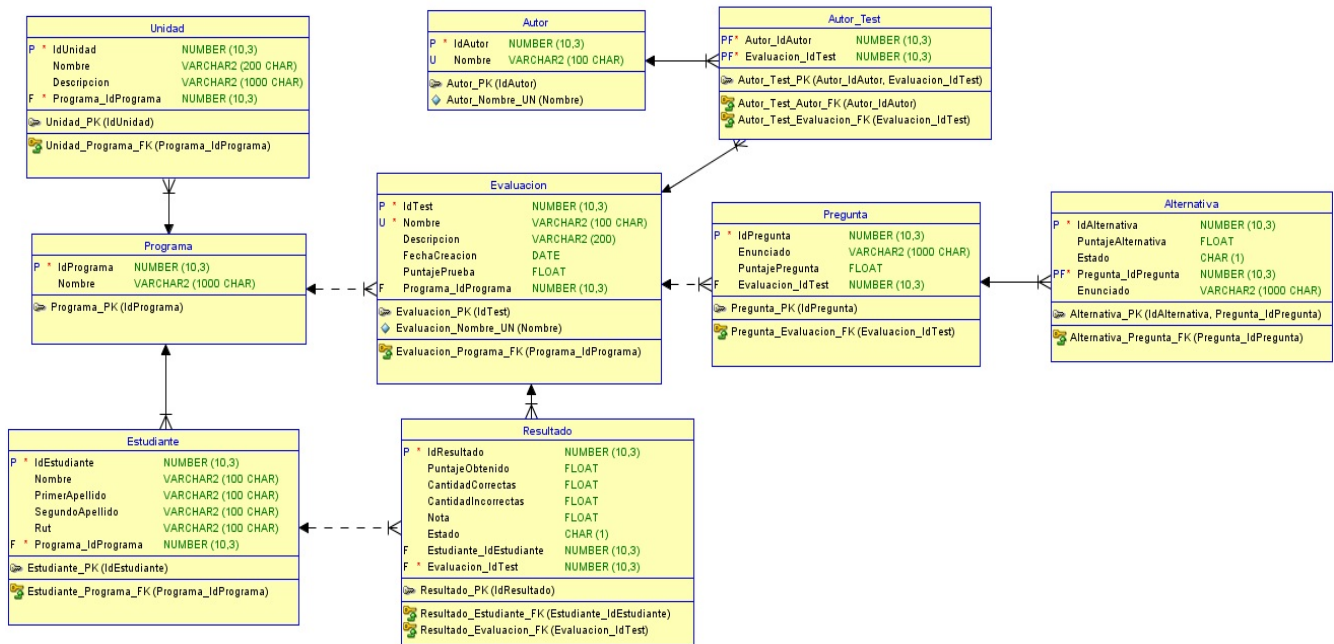 Unidad
P * IdUnidad NUMBER (10,3)
Nombre VARCHAR2 (200 CHAR)
Descripcion VARCHAR2 (1000 CHAR)
F * Programa_IdPrograma NUMBER (10,3)
Unidad_PK (IdUnidad)
Unidad_Programa_FK (Programa_IdPrograma)
Autor
P * IdAutor NUMBER (10,3)
U Nombre VARCHAR2 (100 CHAR)
Autor_PK (IdAutor)
Autor_Nombre_UN (Nombre)
Autor_Test
PF* Autor_IdAutor NUMBER (10,3)
PF* Evaluacion_IdTest NUMBER (10,3)
Autor_Test_PK (Autor_IdAutor, Evaluacion_IdTest)
Autor_Test_Autor_FK (Autor_IdAutor)
Autor_Test_Evaluacion_FK (Evaluacion_IdTest)
Programa
P * IdPrograma NUMBER (10,3)
Nombre VARCHAR2 (1000 CHAR)
Programa_PK (IdPrograma)
Evaluacion
P * IdTest NUMBER (10,3)
U * Nombre VARCHAR2 (100 CHAR)
Descripcion VARCHAR2 (200)
FechaCreacion DATE
PuntajePrueba FLOAT
F Programa_IdPrograma NUMBER (10,3)
Evaluacion_PK (IdTest)
Evaluacion_Nombre_UN (Nombre)
Evaluacion_Programa_FK (Programa_IdPrograma)
Pregunta
P * IdPregunta NUMBER (10,3)
Enunciado VARCHAR2 (1000 CHAR)
PuntajePregunta FLOAT
F Evaluacion_IdTest NUMBER (10,3)
Pregunta_PK (IdPregunta)
Pregunta_Evaluacion_FK (Evaluacion_IdTest)
Alternativa
P * IdAlternativa NUMBER (10,3)
PuntajeAlternativa FLOAT
Estado CHAR (1)
PF* Pregunta_IdPregunta NUMBER (10,3)
Enunciado VARCHAR2 (1000 CHAR)
Alternativa_PK (IdAlternativa, Pregunta_IdPregunta)
Alternativa_Pregunta_FK (Pregunta_IdPregunta)
Estudiante
P * IdEstudiante NUMBER (10,3)
Nombre VARCHAR2 (100 CHAR)
PrimerApellido VARCHAR2 (100 CHAR)
SegundoApellido VARCHAR2 (100 CHAR)
Rut VARCHAR2 (100 CHAR)
F * Programa_IdPrograma NUMBER (10,3)
Estudiante_PK (IdEstudiante)
Estudiante_Programa_FK (Programa_IdPrograma)
Resultado
P * IdResultado NUMBER (10,3)
PuntajeObtenido FLOAT
CantidadCorrectas FLOAT
CantidadIncorrectas FLOAT
Nota FLOAT
Estado CHAR (1)
F Estudiante_IdEstudiante NUMBER (10,3)
F * Evaluacion_IdTest NUMBER (10,3)
Resultado_PK (IdResultado)
Resultado_Estudiante_FK (Estudiante_IdEstudiante)
Resultado_Evaluacion_FK (Evaluacion_IdTest)